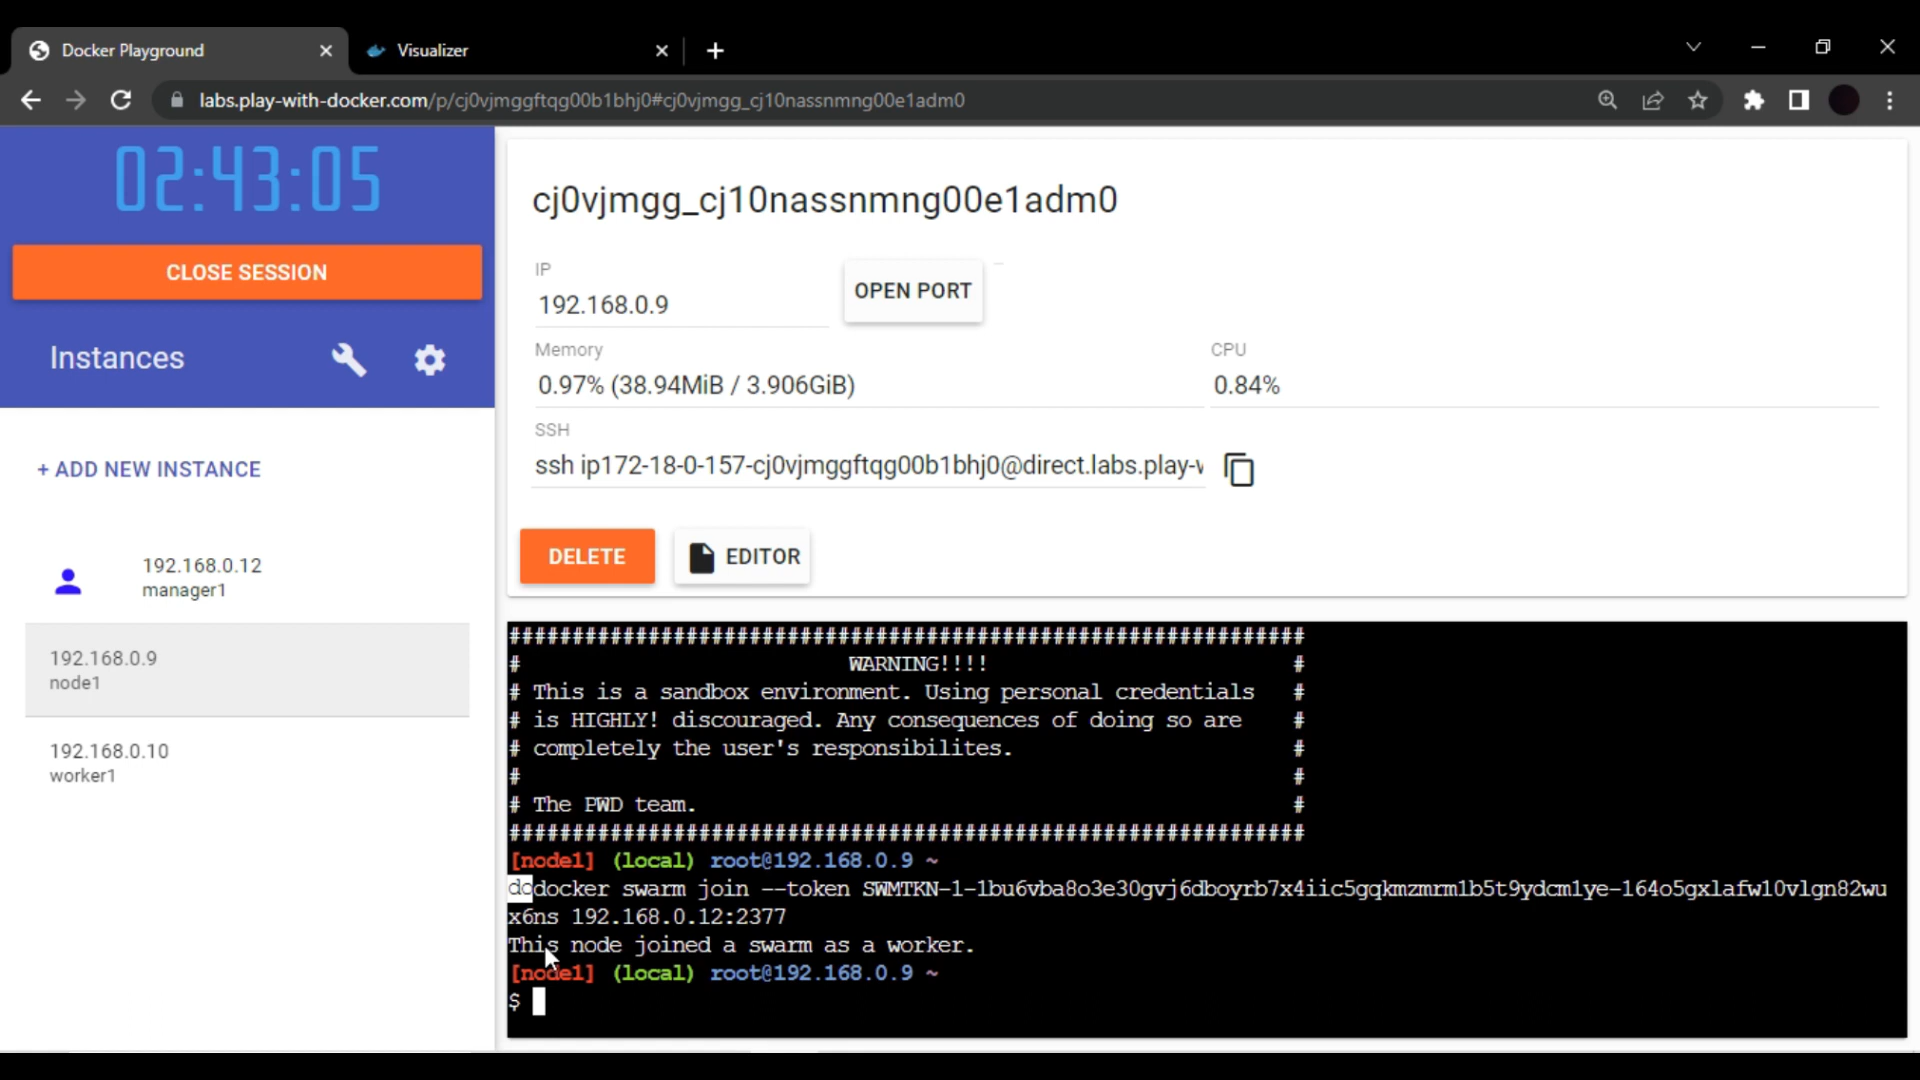 Docker Playground
Visualizer
labs.play-with-docker.com/p/cj0vjmggftqg00b1bhj0#cj0vjmgg_cj10nassnmng00e1adm0
02:43:05
CLOSE SESSION
Instances
+ ADD NEW INSTANCE
192.168.0.12
manager1
192.168.0.9
node1
192.168.0.10
worker1
cj0vjmgg_cj10nassnmng00e1adm0
IP
192.168.0.9
OPEN PORT
Memory
0.97% (38.94MiB / 3.906GiB)
CPU
0.84%
SSH
ssh ip172-18-0-157-cj0vjmggftqg00b1bhj0@direct.labs.play-w
DELETE
EDITOR
###############################################################
# WARNING!!!! #
# This is a sandbox environment. Using personal credentials #
# is HIGHLY! discouraged. Any consequences of doing so are #
# completely the user's responsibilites. #
# #
# The PWD team. #
###############################################################
[node1] (local) root@192.168.0.9 ~
dodocker swarm join --token SWMTKN-1-1bu6vba8o3e30gvj6dboyrb7x4iic5gqkmzmrm1b5t9ydcm1ye-164o5gxlafw10vlgn82wu
x6ns 192.168.0.12:2377
This node joined a swarm as a worker.
[node1] (local) root@192.168.0.9 ~
$